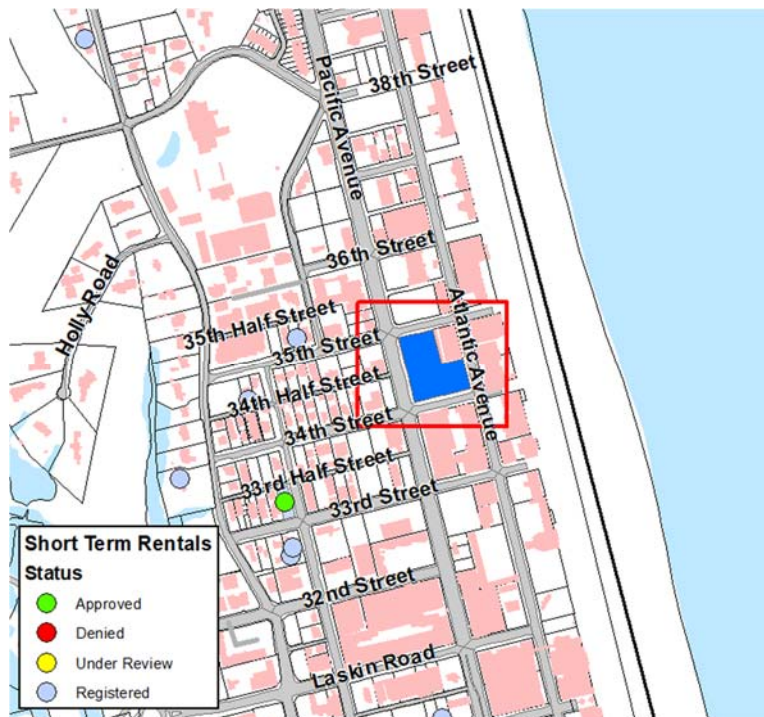 38th Street
Pacific Avenue
36th Street
Holly Road
35th Half Street
Atlantic Avenue
35th Street
34th Half Street
34th Street
33rd Half Street
33rd Street
32nd Street
Laskin Road
Short Term Rentals
Status
Approved
Denied
Under Review
Registered